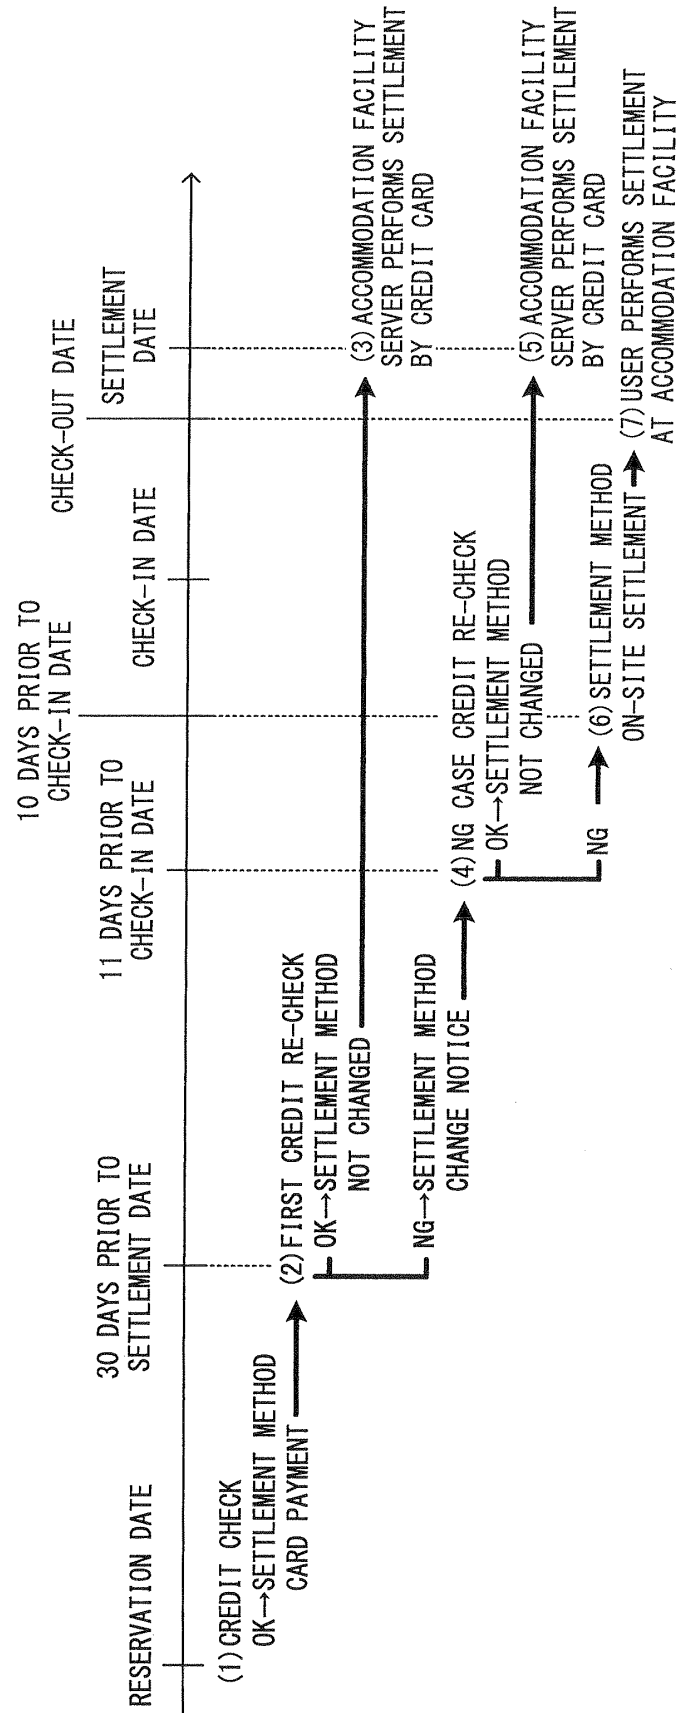 RESERVATION DATE
30 DAYS PRIOR TO
SETTLEMENT DATE
11 DAYS PRIOR TO
CHECK-IN DATE
10 DAYS PRIOR TO
CHECK-IN DATE
CHECK-IN DATE
CHECK-OUT DATE
SETTLEMENT
DATE
(1) CREDIT CHECK
OK→SETTLEMENT METHOD
CARD PAYMENT
(2) FIRST CREDIT RE-CHECK
OK→SETTLEMENT METHOD
NOT CHANGED
NG→SETTLEMENT METHOD
CHANGE NOTICE
(3) ACCOMMODATION FACILITY
SERVER PERFORMS SETTLEMENT
BY CREDIT CARD
(4) NG CASE CREDIT RE-CHECK
OK→SETTLEMENT METHOD
NOT CHANGED
NG
(5) ACCOMMODATION FACILITY
SERVER PERFORMS SETTLEMENT
BY CREDIT CARD
(6) SETTLEMENT METHOD
ON-SITE SETTLEMENT
(7) USER PERFORMS SETTLEMENT
AT ACCOMMODATION FACILITY